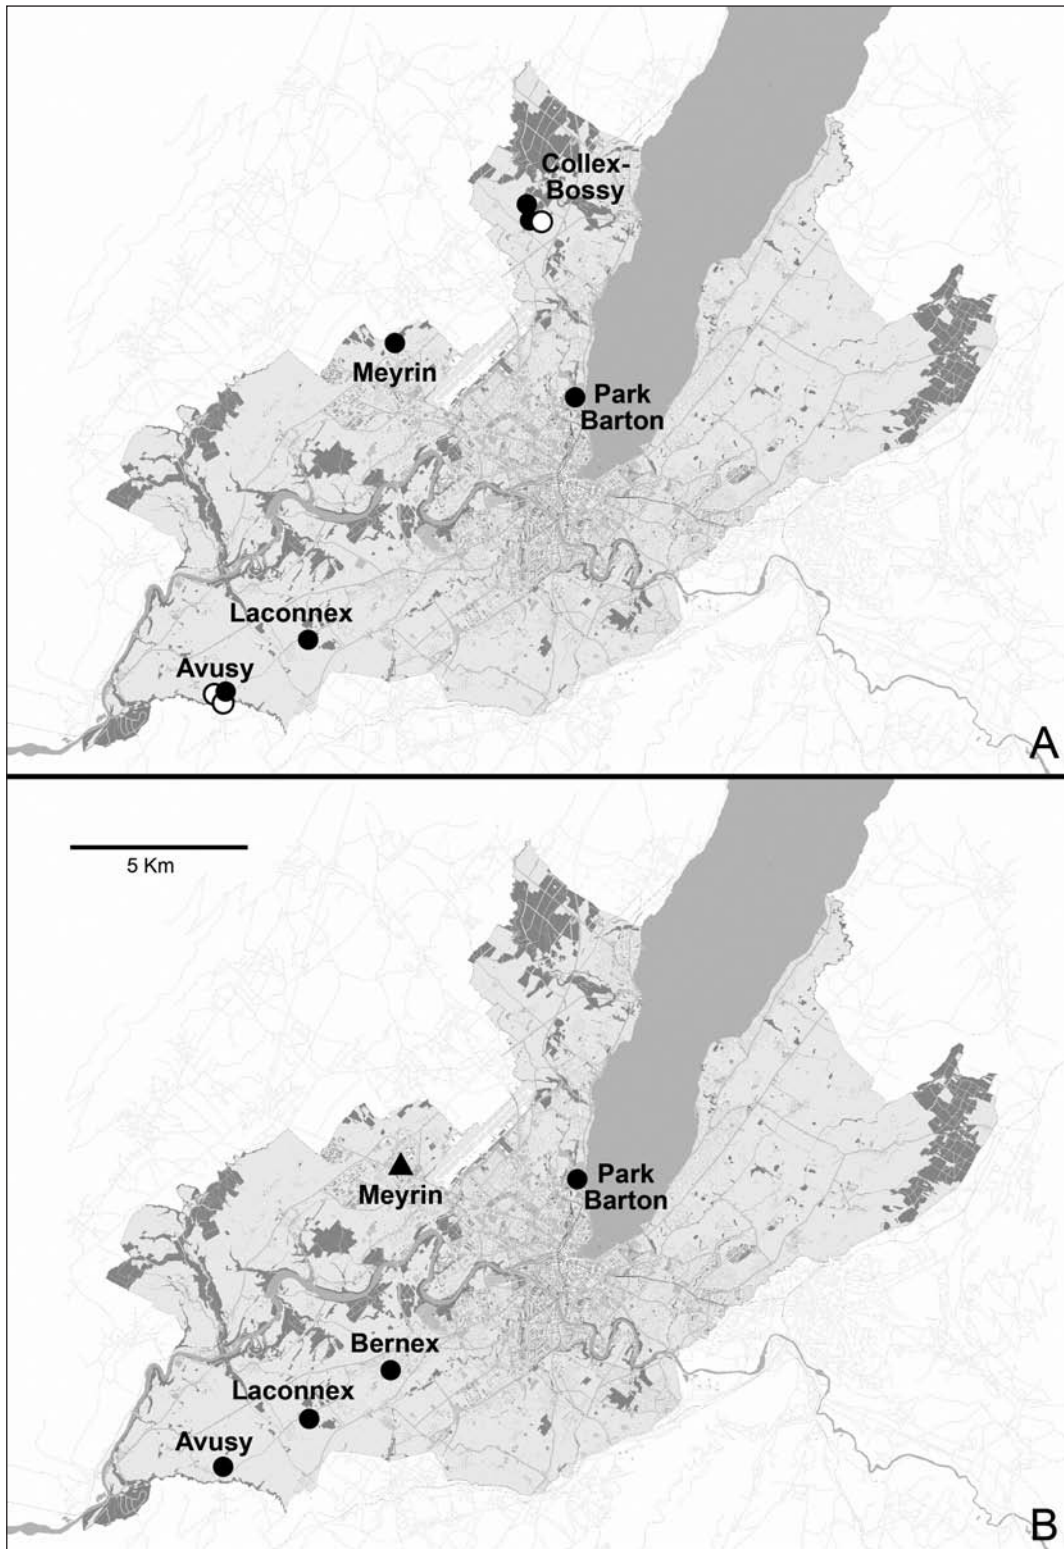 Collex-
Bossy
Meyrin
Park
Barton
Laconnex
Avusy
A
5 Km
Park
Barton
Meyrin
Bernex
Laconnex
Avusy
B